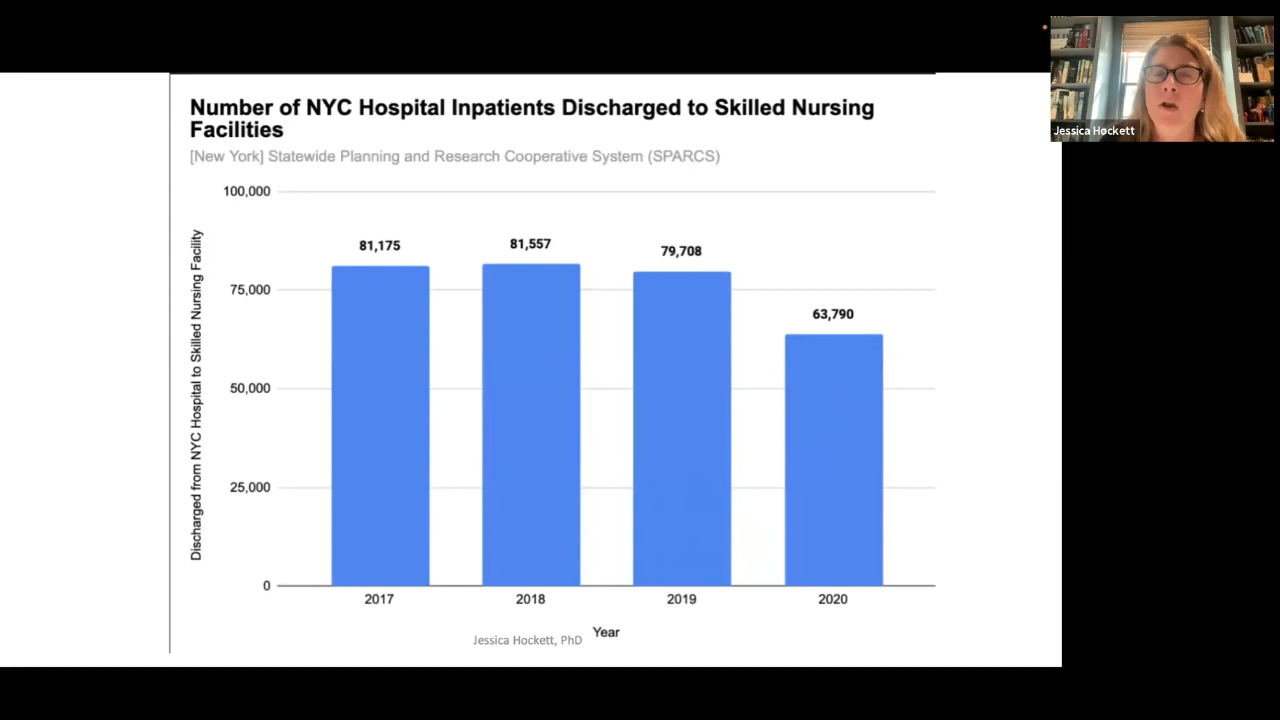 Number of NYC Hospital Inpatients Discharged to Skilled Nursing
Facilities
[New York] Statewide Planning and Research Cooperative System (SPARCS)
Discharged from NYC Hospital to Skilled Nursing Facility
100,000
75,000
50,000
25,000
0
81,175
81,557
79,708
63,790
2017
2018
2019
2020
Year
Jessica Hockett, PhD
Jessica Hockett